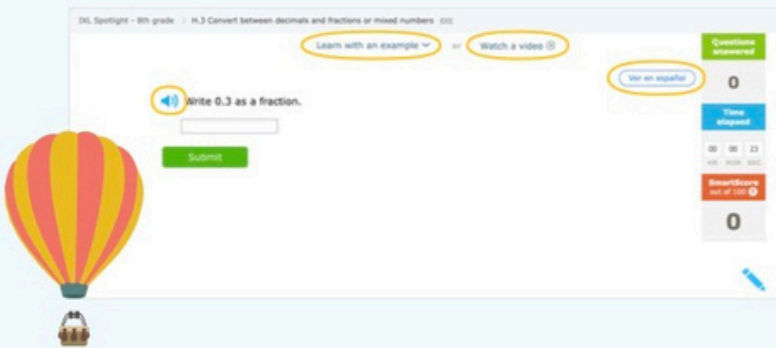 IXL Spotlight - 8th grade > H.3 Convert between decimals and fractions or mixed numbers
Learn with an example or Watch a video
Questions answered
Ver en español
0
Write 0.3 as a fraction.
Time elapsed
Submit
00 00 23
HR MIN SEC
SmartScore
out of 100 ?
0